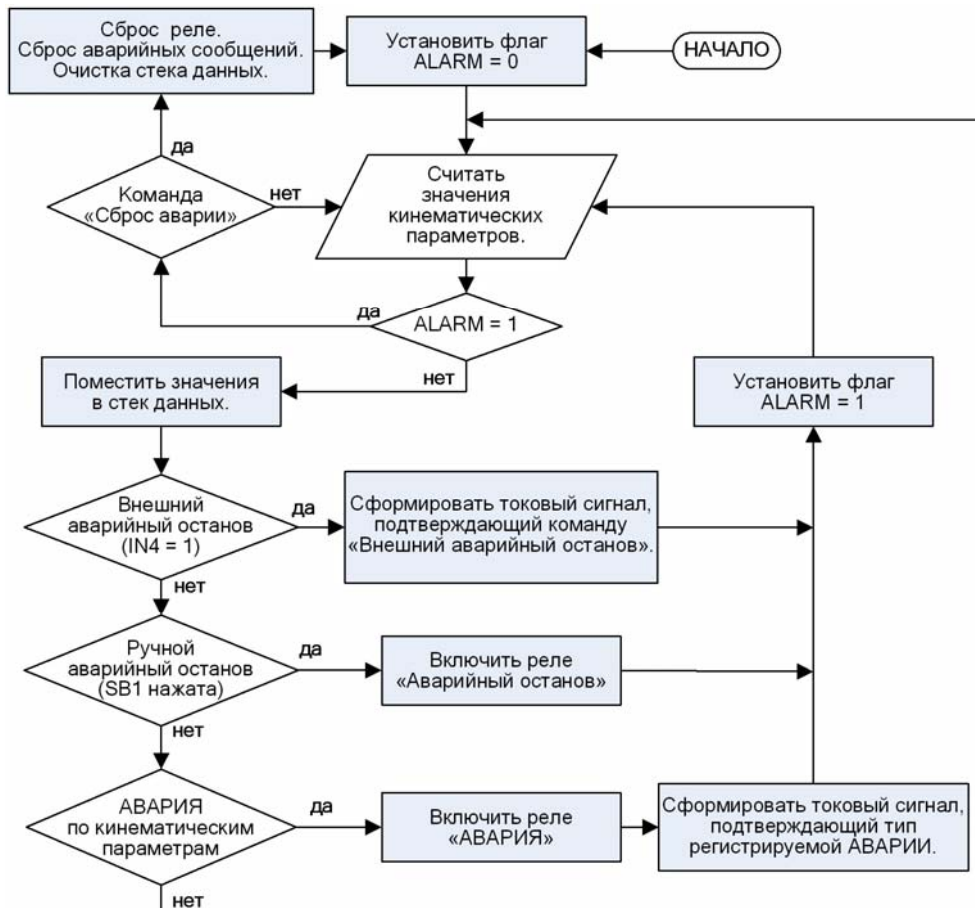 Сброс реле.
Сброс аварийных сообщений.
Очистка стека данных.
Установить флаг
ALARM = 0
НАЧАЛО
да
Команда
«Сброс аварии»
нет
Считать
значения
кинематических
параметров.
да
ALARM = 1
нет
Поместить значения
в стек данных.
Установить флаг
ALARM = 1
Внешний
аварийный останов
(IN4 = 1)
да
Сформировать токовый сигнал,
подтверждающий команду
«Внешний аварийный останов».
нет
Ручной
аварийный останов
(SB1 нажата)
да
Включить реле
«Аварийный останов»
нет
АВАРИЯ
по кинематическим
параметрам
да
Включить реле
«АВАРИЯ»
Сформировать токовый сигнал,
подтверждающий тип
регистрируемой АВАРИИ.
нет